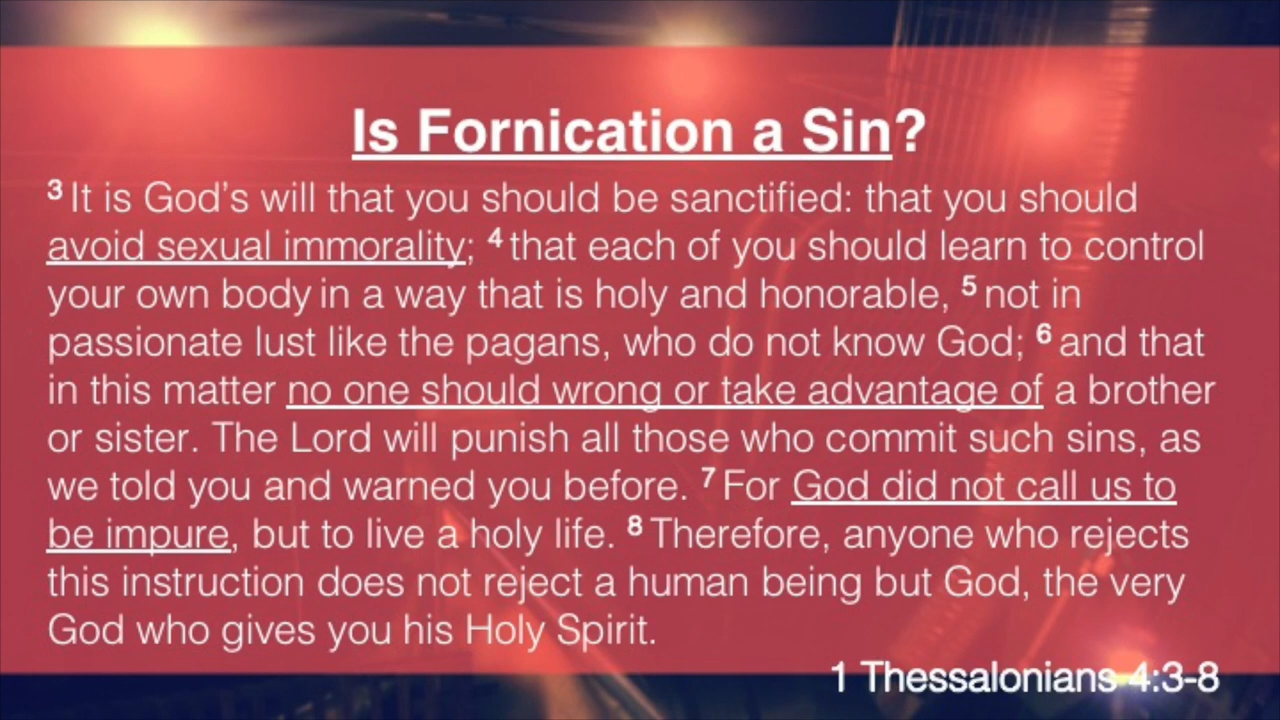 Is Fornication a Sin?
3 It is God's will that you should be sanctified: that you should
avoid sexual immorality; 4 that each of you should learn to control
your own body in a way that is holy and honorable, 5 not in
passionate lust like the pagans, who do not know God; 6 and that
in this matter no one should wrong or take advantage of a brother
or sister. The Lord will punish all those who commit such sins, as
we told you and warned you before. 7 For God did not call us to
be impure, but to live a holy life. 8 Therefore, anyone who rejects
this instruction does not reject a human being but God, the very
God who gives you his Holy Spirit.
1 Thessalonians 4:3-8